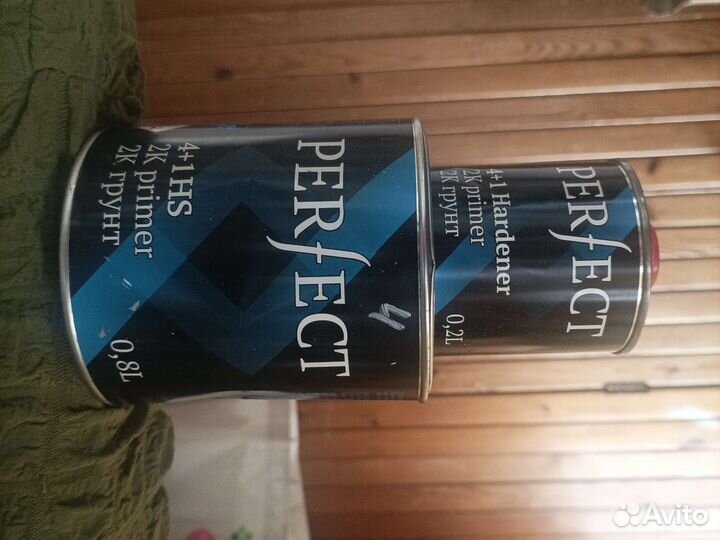 PERfECT
4+1 Hardener
2K primer
2K грунт
0,2L
PERfECT
4+1HS
2K primer
2K грунт
0,8L
4
Avito